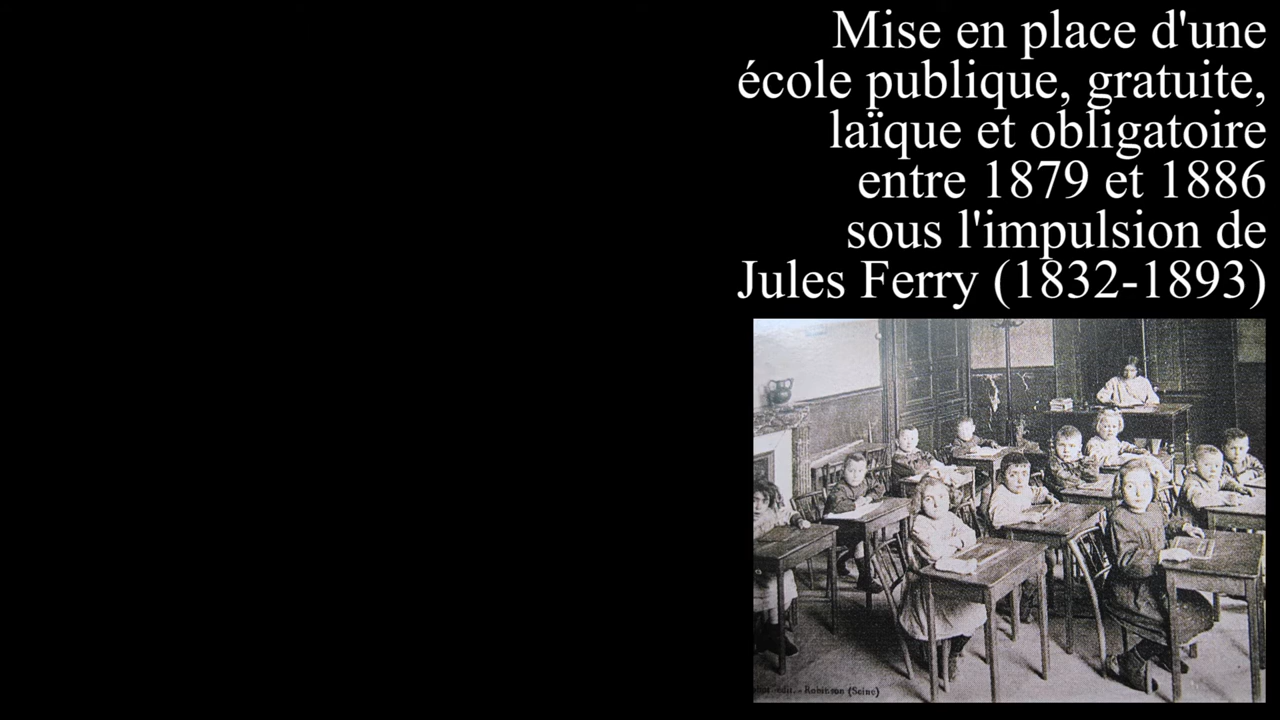 Mise en place d'une
école publique, gratuite,
laïque et obligatoire
entre 1879 et 1886
sous l'impulsion de
Jules Ferry (1832-1893)
édit. - Robinson (Seine)